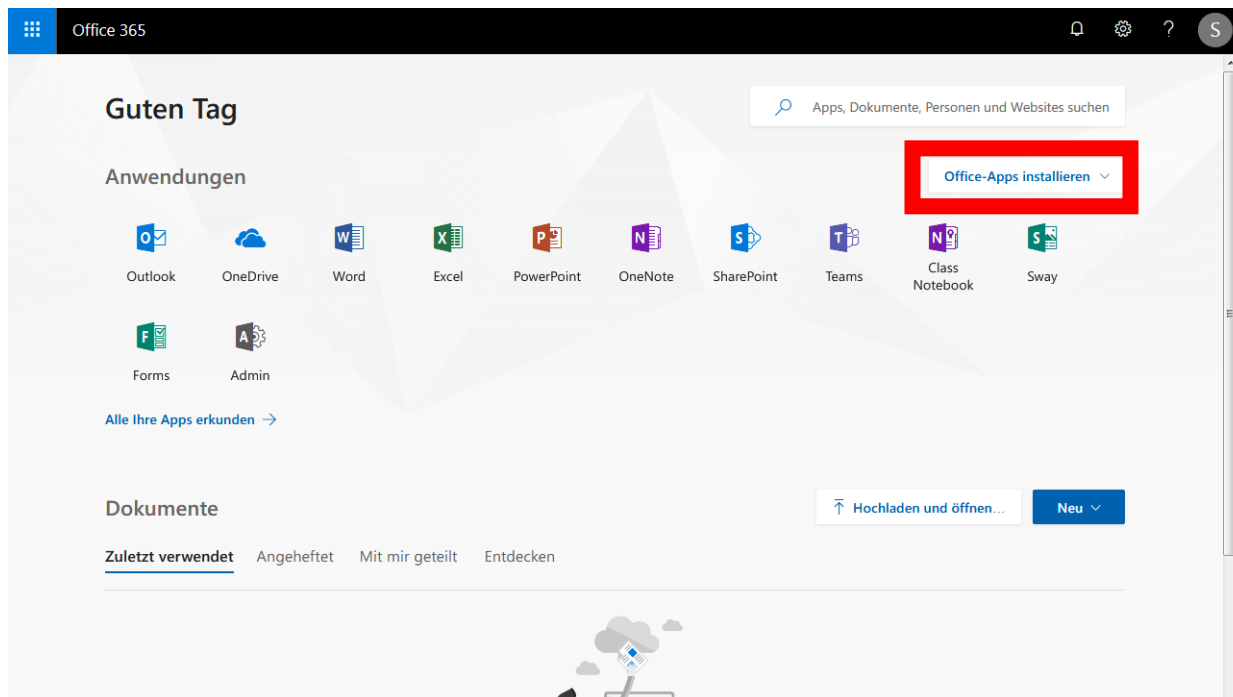 Office 365
?
S
Guten Tag
Apps, Dokumente, Personen und Websites suchen
Anwendungen
Office-Apps installieren
Outlook
OneDrive
Word
Excel
PowerPoint
OneNote
SharePoint
Teams
Class
Notebook
Sway
Forms
Admin
Alle Ihre Apps erkunden →
Dokumente
Hochladen und öffnen...
Neu
Zuletzt verwendet
Angeheftet
Mit mir geteilt
Entdecken